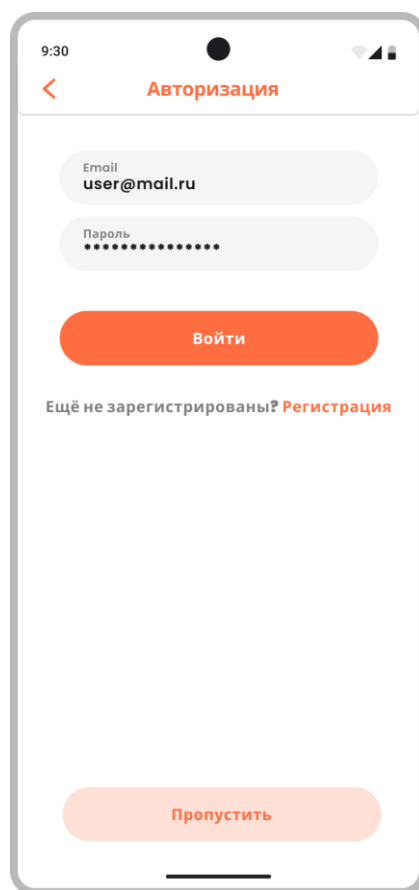 9:30
Авторизация
Email
user@mail.ru
Пароль
***************
Войти
Ещё не зарегистрированы? Регистрация
Пропустить